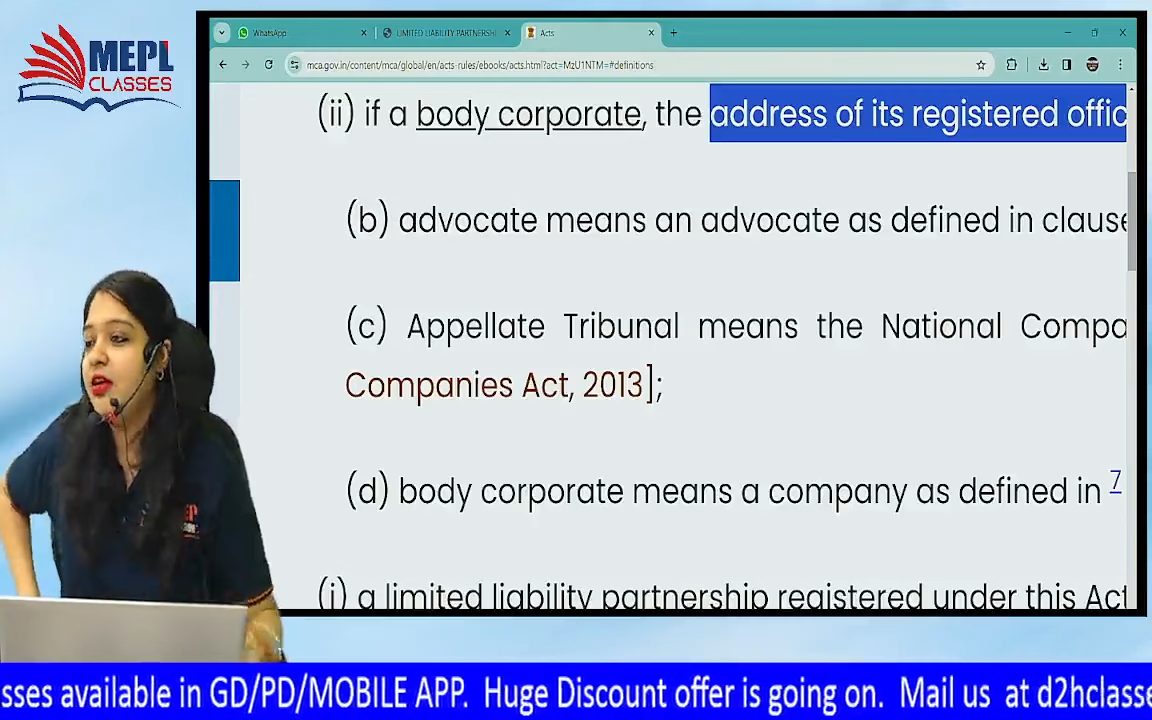 MEPL
CLASSES
WhatsApp
LIMITED LIABILITY PARTNERSHI
Acts
mca.gov.in/content/mca/global/en/acts-rules/ebooks/acts.html?act=MzU1NTM=#definitions
(ii) if a body corporate, the address of its registered offic
(b) advocate means an advocate as defined in clause
(c) Appellate Tribunal means the National Compa
Companies Act, 2013];
(d) body corporate means a company as defined in 7
(i) a limited liability partnership registered under this Act
sses available in GD/PD/MOBILE APP. Huge Discount offer is going on. Mail us at d2hclasse